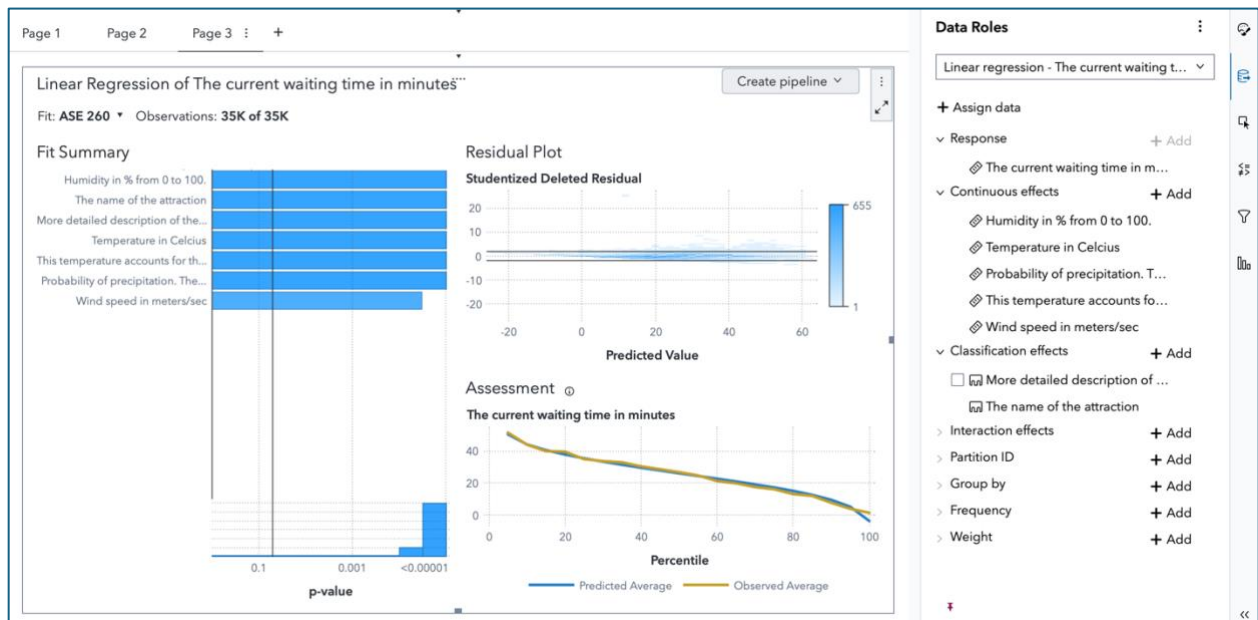 Page 1 Page 2 Page 3 ⋮ +
Linear Regression of The current waiting time in minutes
Create pipeline
Fit: ASE 260 Observations: 35K of 35K
Fit Summary
Humidity in % from 0 to 100.
The name of the attraction
More detailed description of the...
Temperature in Celcius
This temperature accounts for th...
Probability of precipitation. The...
Wind speed in meters/sec
0.1 0.001 <0.00001
p-value
Residual Plot
Studentized Deleted Residual
20
10
0
-10
-20
-20 0 20 40 60
Predicted Value
655
1
Assessment
The current waiting time in minutes
40
20
0
0 20 40 60 80 100
Percentile
Predicted Average Observed Average
Data Roles
Linear regression - The current waiting t...
+ Assign data
Response + Add
The current waiting time in m...
Continuous effects + Add
Humidity in % from 0 to 100.
Temperature in Celcius
Probability of precipitation. T...
This temperature accounts fo...
Wind speed in meters/sec
Classification effects + Add
More detailed description of ...
The name of the attraction
Interaction effects + Add
Partition ID + Add
Group by + Add
Frequency + Add
Weight + Add